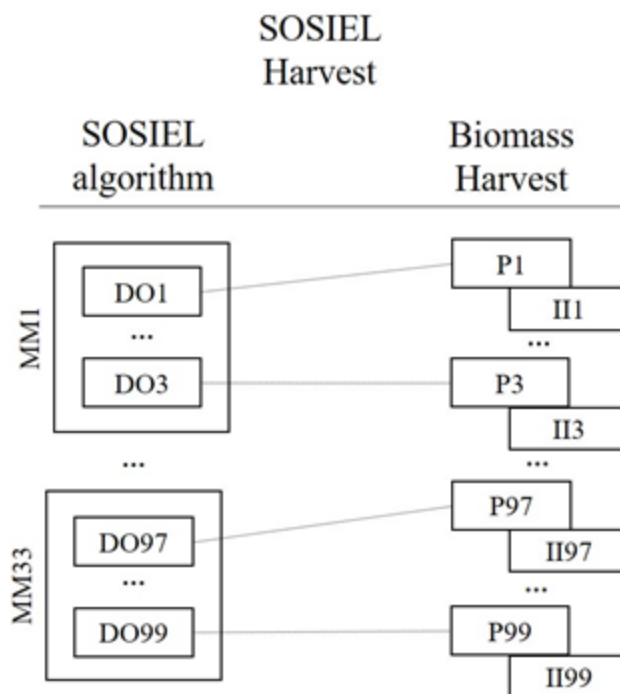 SOSIEL
Harvest
SOSIEL
algorithm
Biomass
Harvest
MM1
DO1
...
DO3
P1
II1
...
P3
II3
...
...
MM33
DO97
...
DO99
P97
II97
...
P99
II99